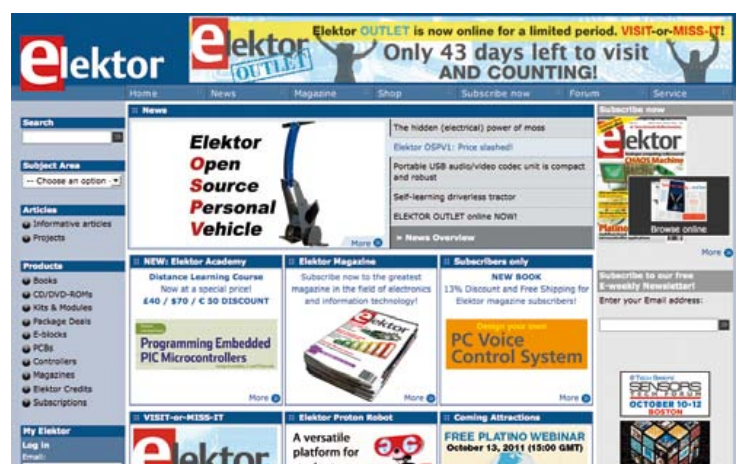 elektor
elektor
OUTLET
Elektor OUTLET is now online for a limited period. VISIT-or-MISS-IT!
Only 43 days left to visit
AND COUNTING!
Home News Magazine Shop Subscribe now Forum Service
Search
Subject Area
-- Choose an option -
Articles
Informative articles
Projects
Products
Books
CD/DVD-ROMs
Kits & Modules
Package Deals
E-blocks
PCBs
Controllers
Magazines
Elektor Credits
Subscriptions
My Elektor
Log in
Email:
News
Elektor
Open
Source
Personal
Vehicle
More
The hidden (electrical) power of moss
Elektor OSPV1: Price slashed!
Portable USB audio/video codec unit is compact
and robust
Self-learning driverless tractor
ELEKTOR OUTLET online NOW!
» News Overview
NEW: Elektor Academy
Distance Learning Course
Now at a special price!
£40 / $70 / € 50 DISCOUNT
Programming Embedded
PIC Microcontrollers
More
Elektor Magazine
Subscribe now to the greatest
magazine in the field of electronics
and information technology!
elektor
More
Subscribers only
NEW BOOK
13% Discount and Free Shipping for
Elektor magazine subscribers!
Design your own
PC Voice
Control System
More
VISIT-or-MISS-IT
elektor
Elektor Proton Robot
A versatile
platform for
Coming Attractions
FREE PLATINO WEBINAR
October 13, 2011 (15:00 GMT)
Subscribe now
elektor
CHAOS Machine
Platino
Browse online
More
Subscribe to our free
E-weekly Newsletter!
Enter your Email address:
SENSORS
TECH FORUM
OCTOBER 10-12
BOSTON